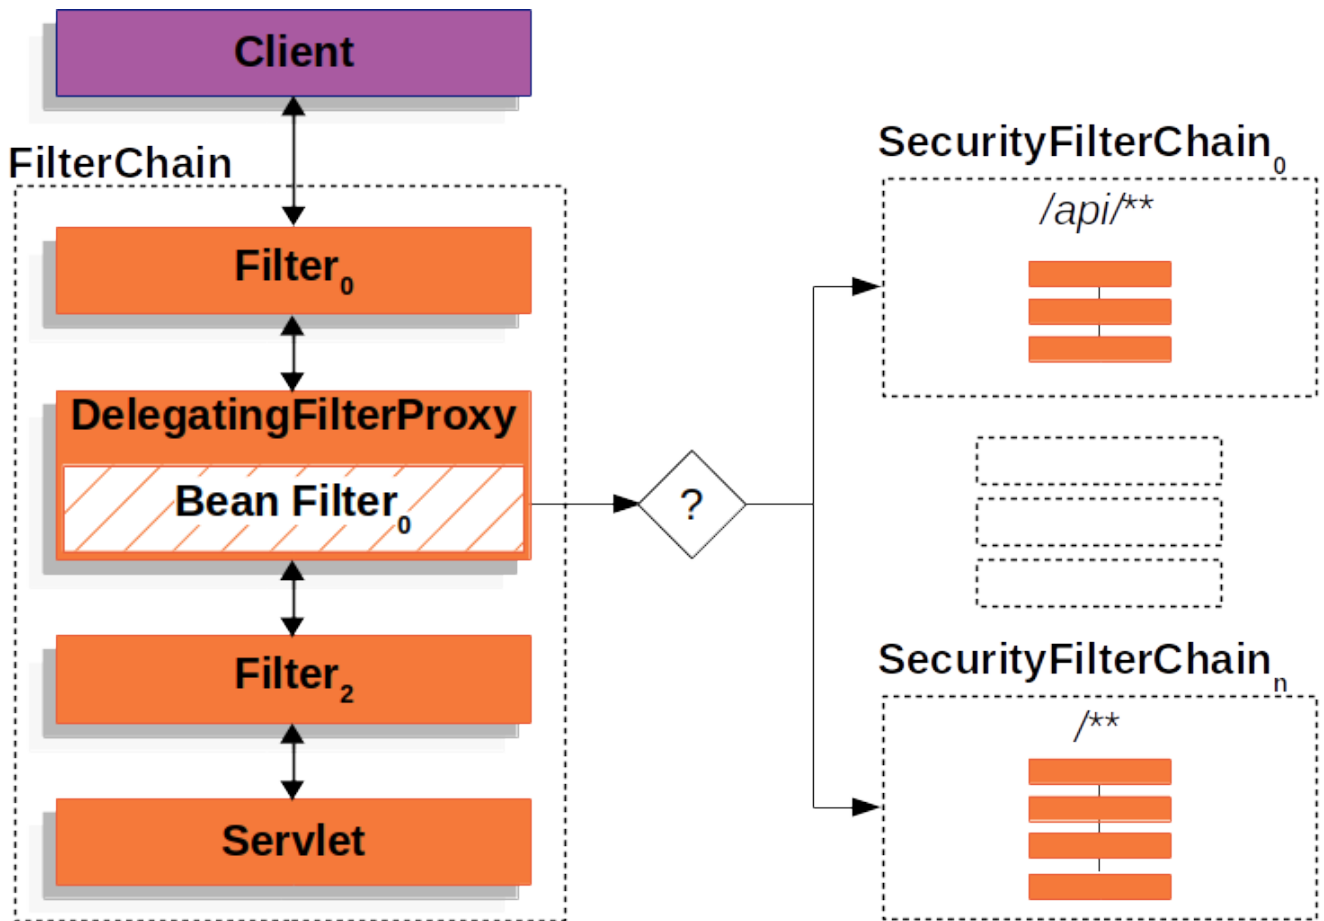 Client
FilterChain
Filter0
DelegatingFilterProxy
Bean Filter0
Filter2
Servlet
?
SecurityFilterChain0
/api/**
SecurityFilterChainn
/**